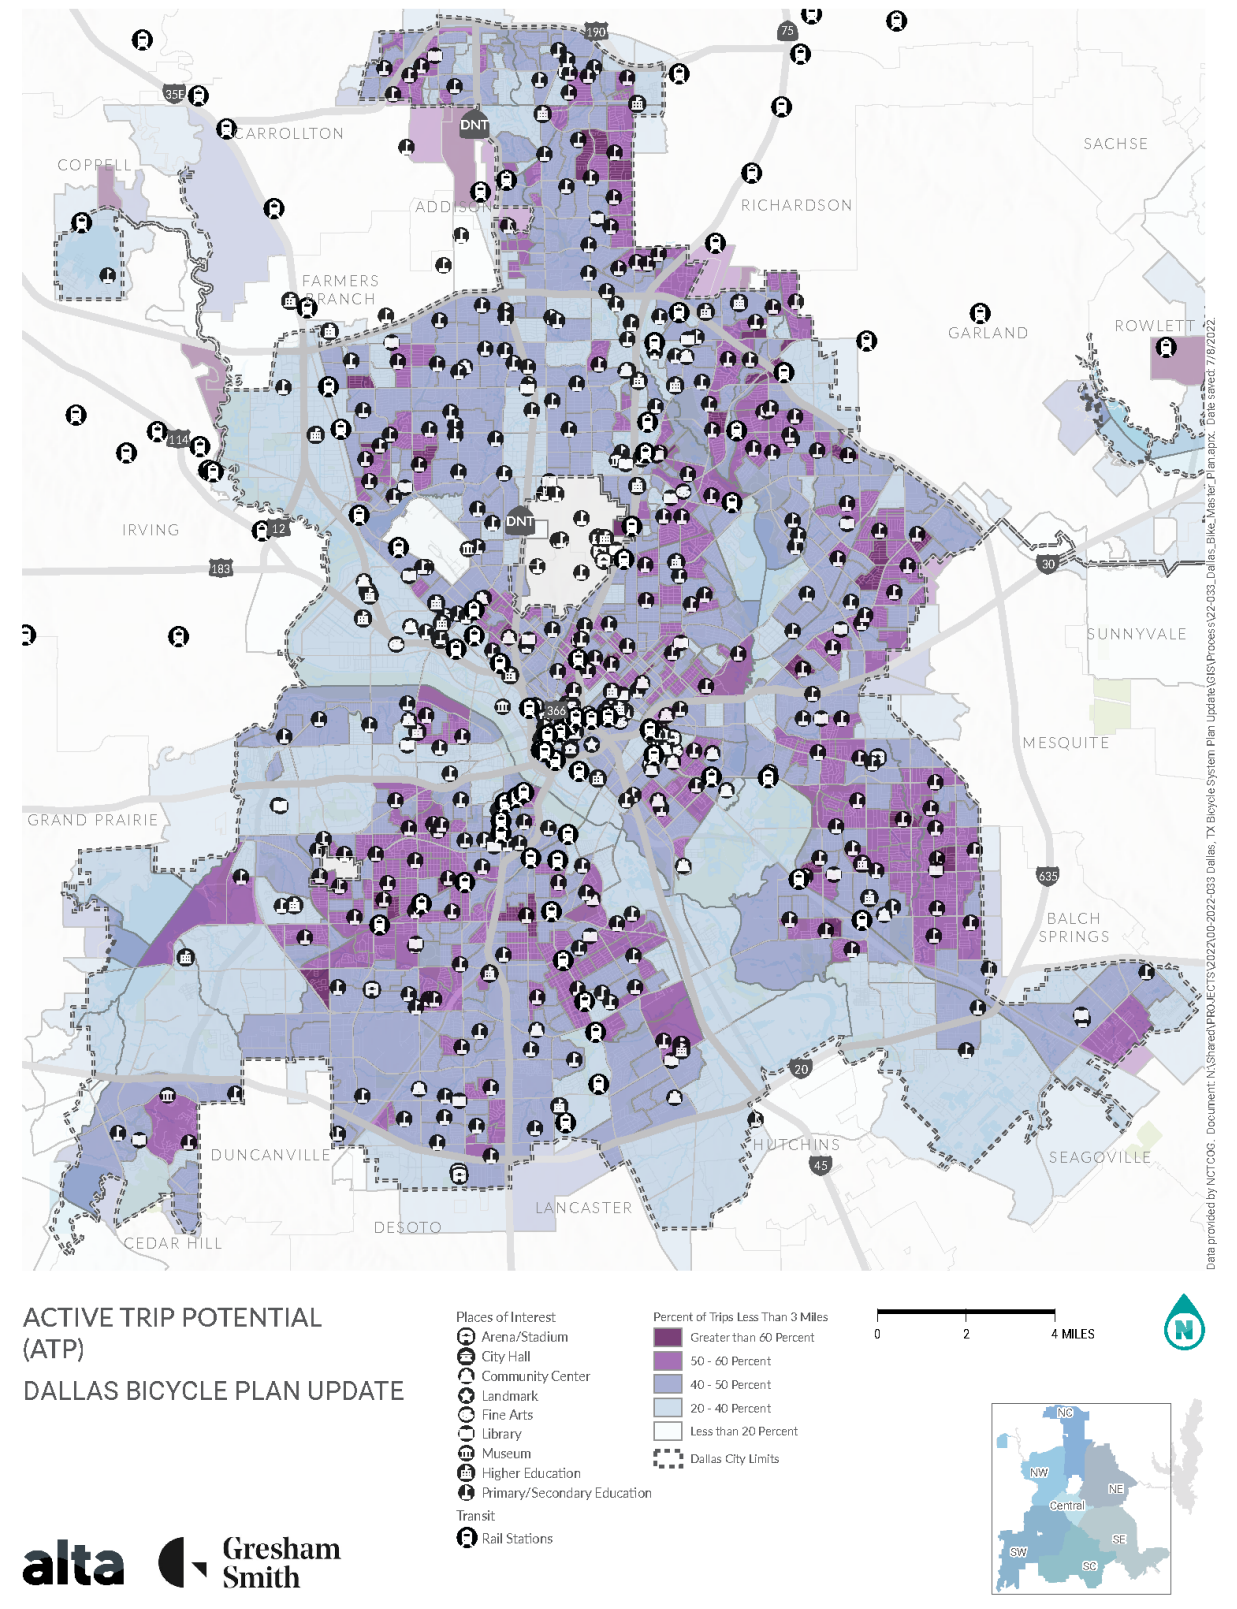 190
75
35E
CARROLLTON
DNT
SACHSE
COPPELL
ADDISON
RICHARDSON
FARMERS
BRANCH
GARLAND
ROWLETT
114
DNT
IRVING
12
183
30
SUNNYVALE
366
MESQUITE
GRAND PRAIRIE
635
BALCH
SPRINGS
20
HUTCHINS
DUNCANVILLE
45
SEAGOVILLE
LANCASTER
DESOTO
CEDAR HILL
Data provided by NCTCOG. Document: N:\Shared\PROJECTS\2022\00-2022-033 Dallas, TX Bicycle System Plan Update\GIS\Process\22-033_Dallas_Bike_Master_Plan.aprx. Date saved: 7/8/2022.
ACTIVE TRIP POTENTIAL
(ATP)
DALLAS BICYCLE PLAN UPDATE
Places of Interest
Arena/Stadium
City Hall
Community Center
Landmark
Fine Arts
Library
Museum
Higher Education
Primary/Secondary Education
Transit
Rail Stations
Percent of Trips Less Than 3 Miles
Greater than 60 Percent
50 - 60 Percent
40 - 50 Percent
20 - 40 Percent
Less than 20 Percent
Dallas City Limits
0 2 4 MILES
N
NC
NW
NE
Central
SE
SW
SC
alta
Gresham
Smith